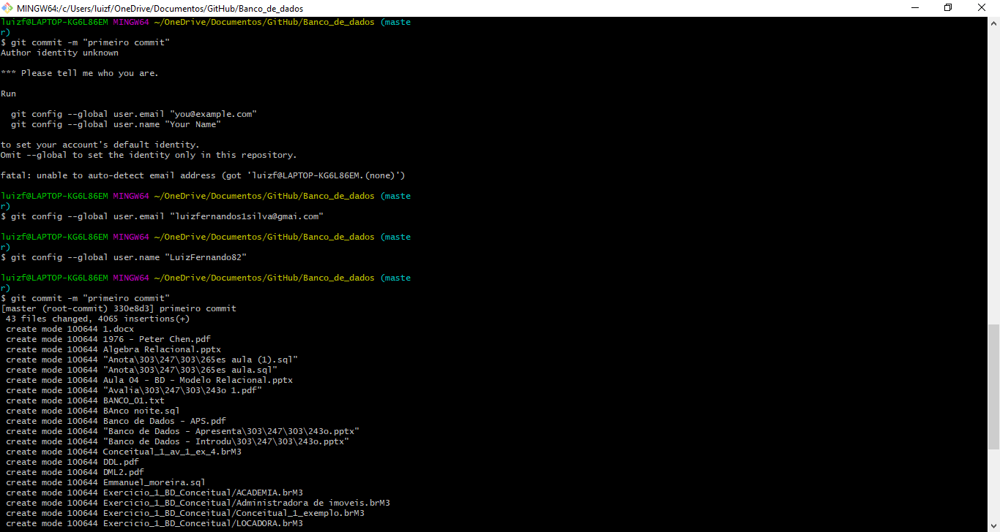 MINGW64:/c/Users/luizf/OneDrive/Documentos/GitHub/Banco_de_dados
luizf@LAPTOP-KG6L86EM MINGW64 ~/OneDrive/Documentos/GitHub/Banco_de_dados (maste
r)
$ git commit -m "primeiro commit"
Author identity unknown
*** Please tell me who you are.
Run
  git config --global user.email "you@example.com"
  git config --global user.name "Your Name"
to set your account's default identity.
Omit --global to set the identity only in this repository.
fatal: unable to auto-detect email address (got 'luizf@LAPTOP-KG6L86EM.(none)')
luizf@LAPTOP-KG6L86EM MINGW64 ~/OneDrive/Documentos/GitHub/Banco_de_dados (maste
r)
$ git config --global user.email "luizfernandos1silva@gmai.com"
luizf@LAPTOP-KG6L86EM MINGW64 ~/OneDrive/Documentos/GitHub/Banco_de_dados (maste
r)
$ git config --global user.name "LuizFernando82"
luizf@LAPTOP-KG6L86EM MINGW64 ~/OneDrive/Documentos/GitHub/Banco_de_dados (maste
r)
$ git commit -m "primeiro commit"
[master (root-commit) 330e8d3] primeiro commit
 43 files changed, 4065 insertions(+)
 create mode 100644 1.docx
 create mode 100644 1976 - Peter Chen.pdf
 create mode 100644 Algebra Relacional.pptx
 create mode 100644 "Anota\303\247\303\265es aula (1).sql"
 create mode 100644 "Anota\303\247\303\265es aula.sql"
 create mode 100644 Aula 04 - BD - Modelo Relacional.pptx
 create mode 100644 "Avalia\303\247\303\243o 1.pdf"
 create mode 100644 BANCO_01.txt
 create mode 100644 BAnco noite.sql
 create mode 100644 Banco de Dados - APS.pdf
 create mode 100644 "Banco de Dados - Apresenta\303\247\303\243o.pptx"
 create mode 100644 "Banco de Dados - Introdu\303\247\303\243o.pptx"
 create mode 100644 Conceitual_1_av_1_ex_4.brM3
 create mode 100644 DDL.pdf
 create mode 100644 DML2.pdf
 create mode 100644 Emmanuel_moreira.sql
 create mode 100644 Exercicio_1_BD_Conceitual/ACADEMIA.brM3
 create mode 100644 Exercicio_1_BD_Conceitual/Administradora de imoveis.brM3
 create mode 100644 Exercicio_1_BD_Conceitual/Conceitual_1_exemplo.brM3
 create mode 100644 Exercicio_1_BD_Conceitual/LOCADORA.brM3